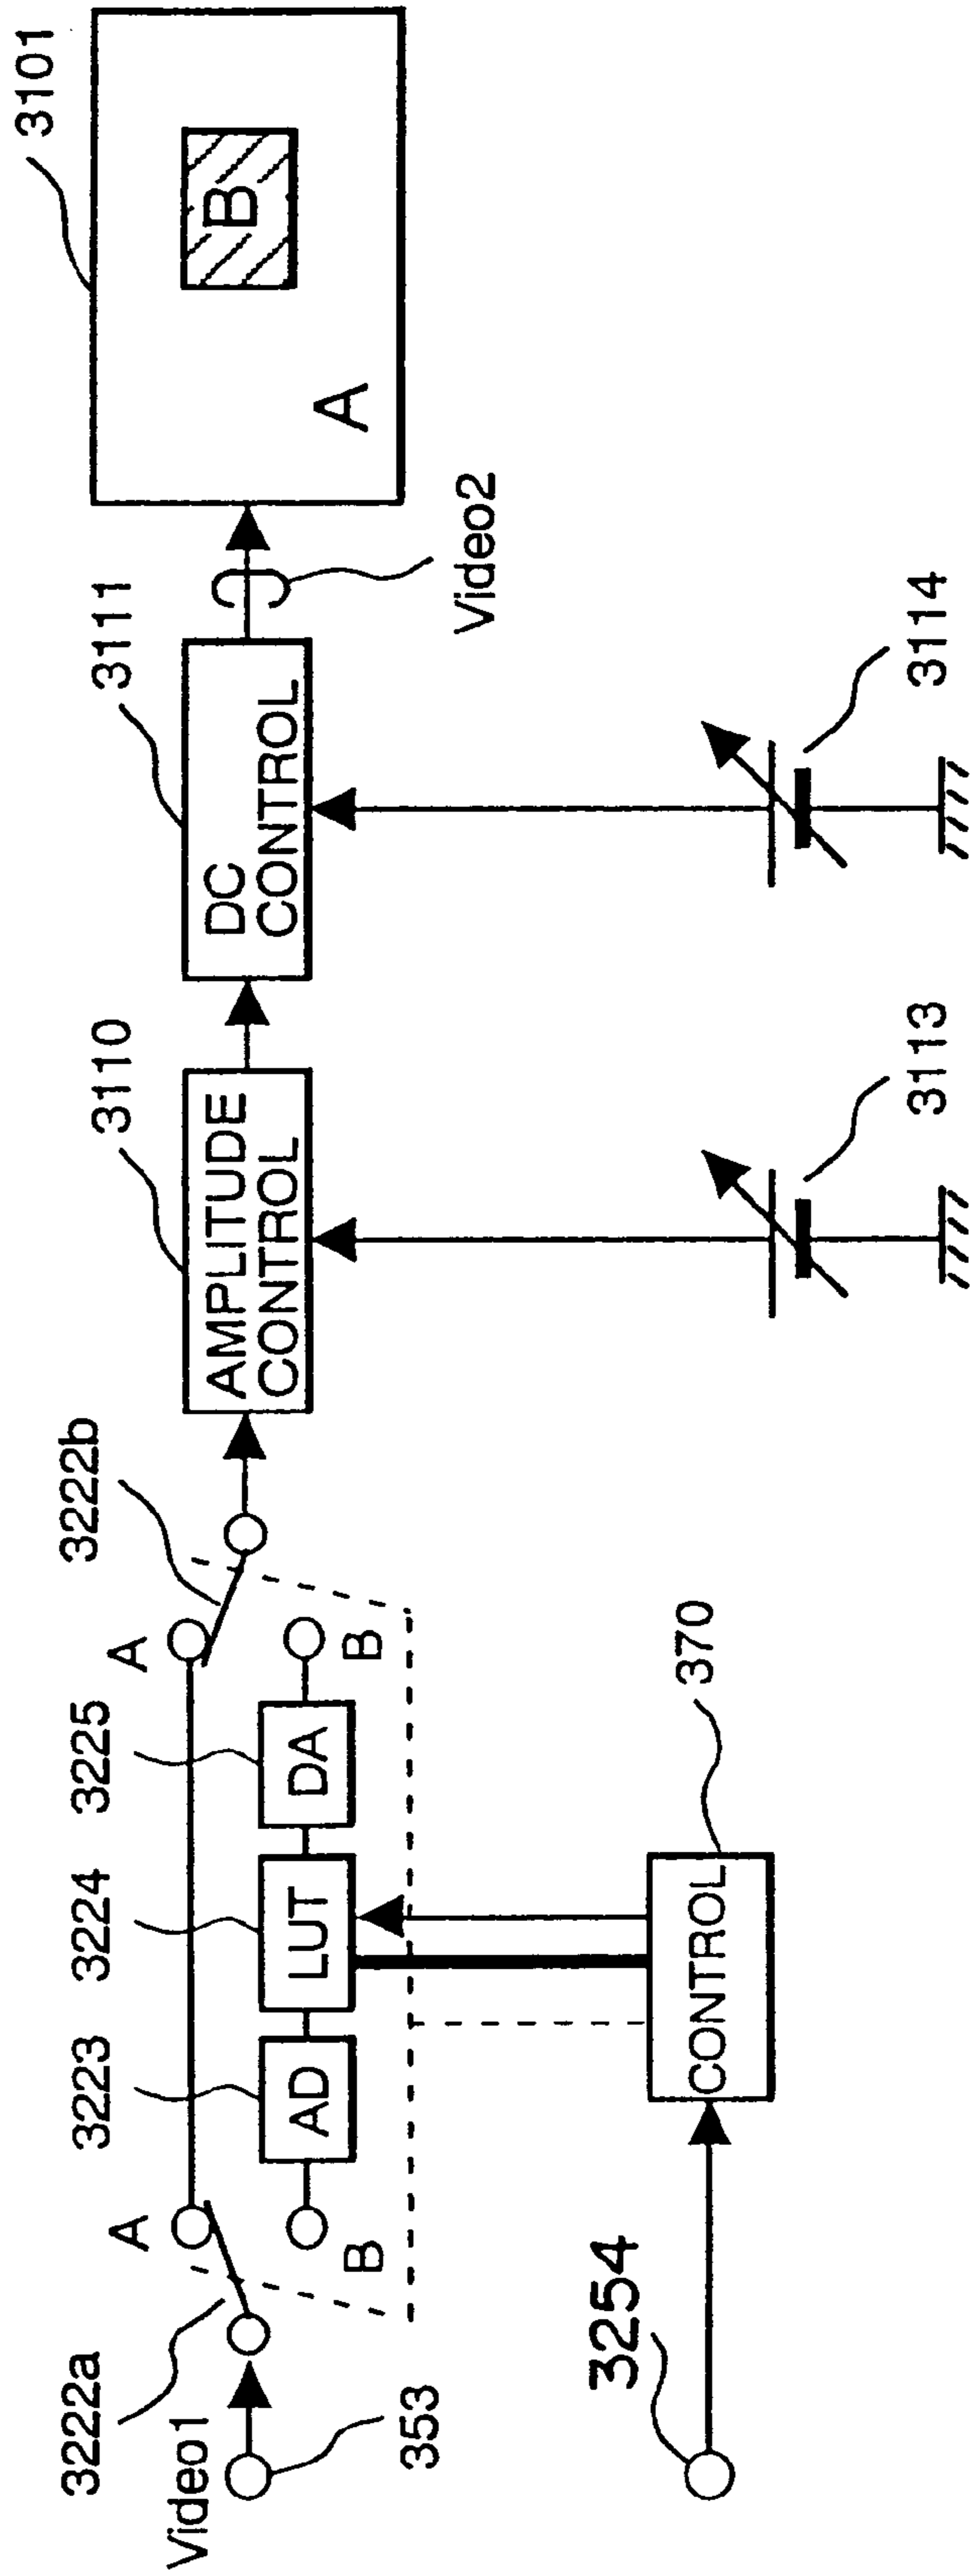 3222a
Video1
353
A
B
3223
AD
3224
LUT
3225
DA
A
B
3222b
3254
CONTROL
370
3110
AMPLITUDE
CONTROL
3113
3111
DC
CONTROL
3114
Video2
3101
A
B